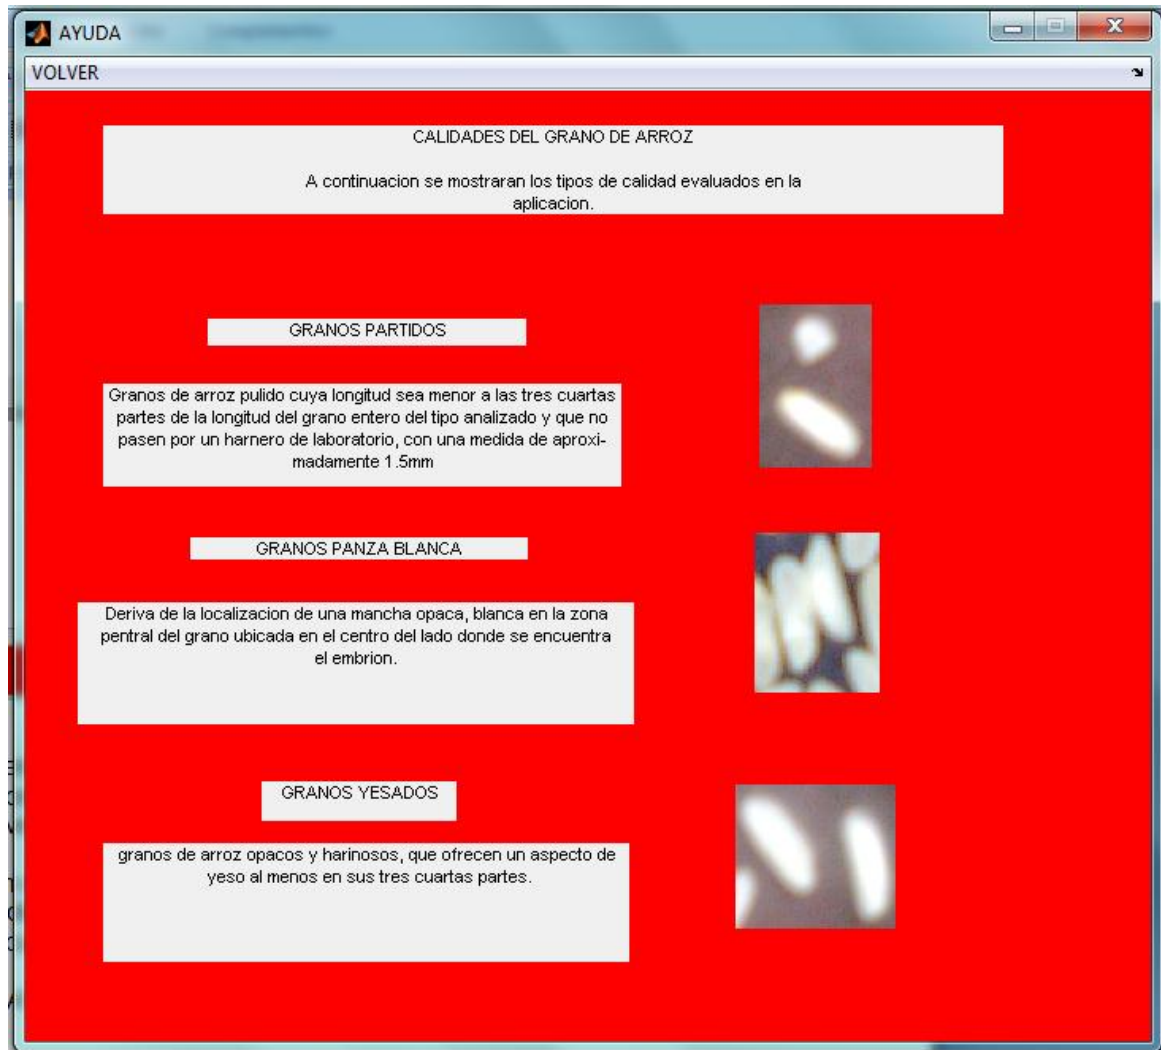 AYUDA
VOLVER
CALIDADES DEL GRANO DE ARROZ
A continuacion se mostraran los tipos de calidad evaluados en la
aplicacion.
GRANOS PARTIDOS
Granos de arroz pulido cuya longitud sea menor a las tres cuartas
partes de la longitud del grano entero del tipo analizado y que no
pasen por un harnero de laboratorio, con una medida de aproxi-
madamente 1.5mm
GRANOS PANZA BLANCA
Deriva de la localizacion de una mancha opaca, blanca en la zona
pentral del grano ubicada en el centro del lado donde se encuentra
el embrion.
GRANOS YESADOS
granos de arroz opacos y harinosos, que ofrecen un aspecto de
yeso al menos en sus tres cuartas partes.